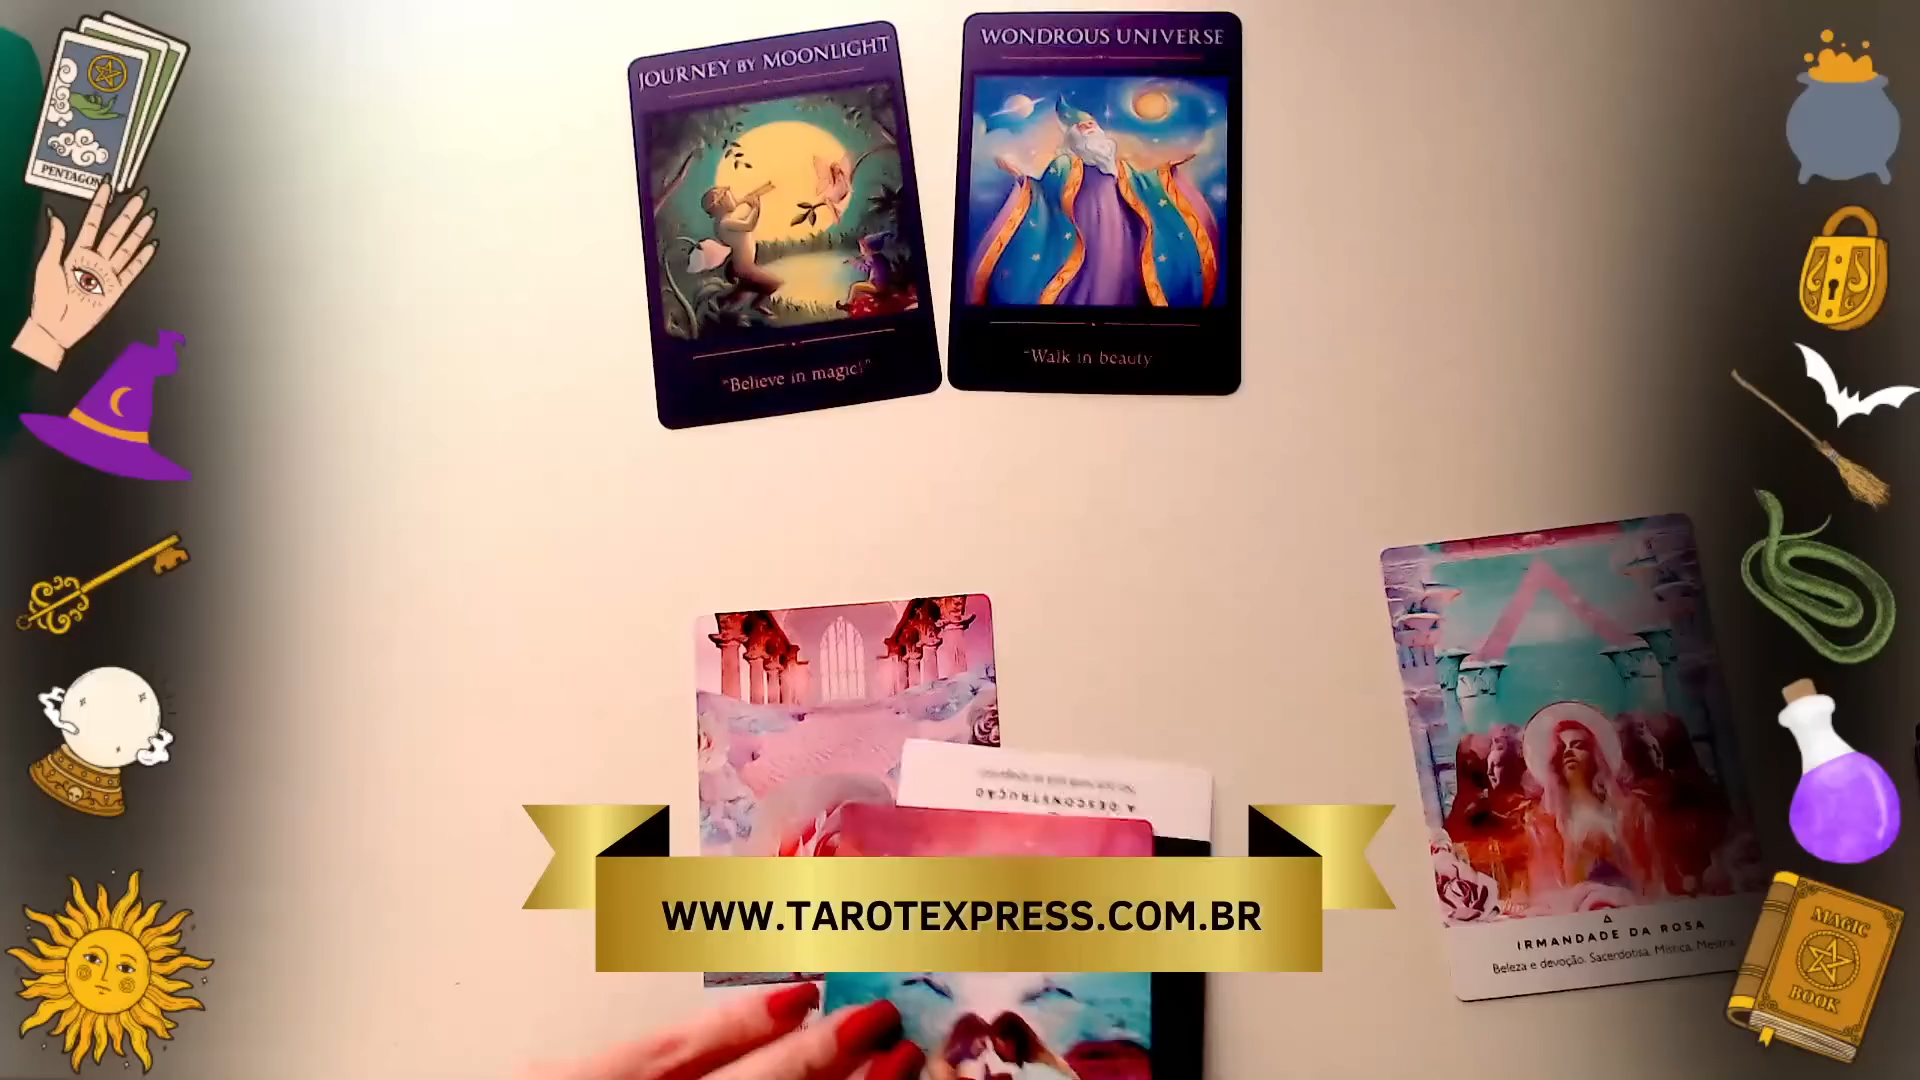 JOURNEY BY MOONLIGHT
"Believe in magic!"
WONDROUS UNIVERSE
"Walk in beauty
PENTAGON
A DESCONSTRUÇÃO
WWW.TAROTEXPRESS.COM.BR
IRMANDADE DA ROSA
Beleza e devoção. Sacerdotisa. Mística. Mestra
MAGIC
BOOK